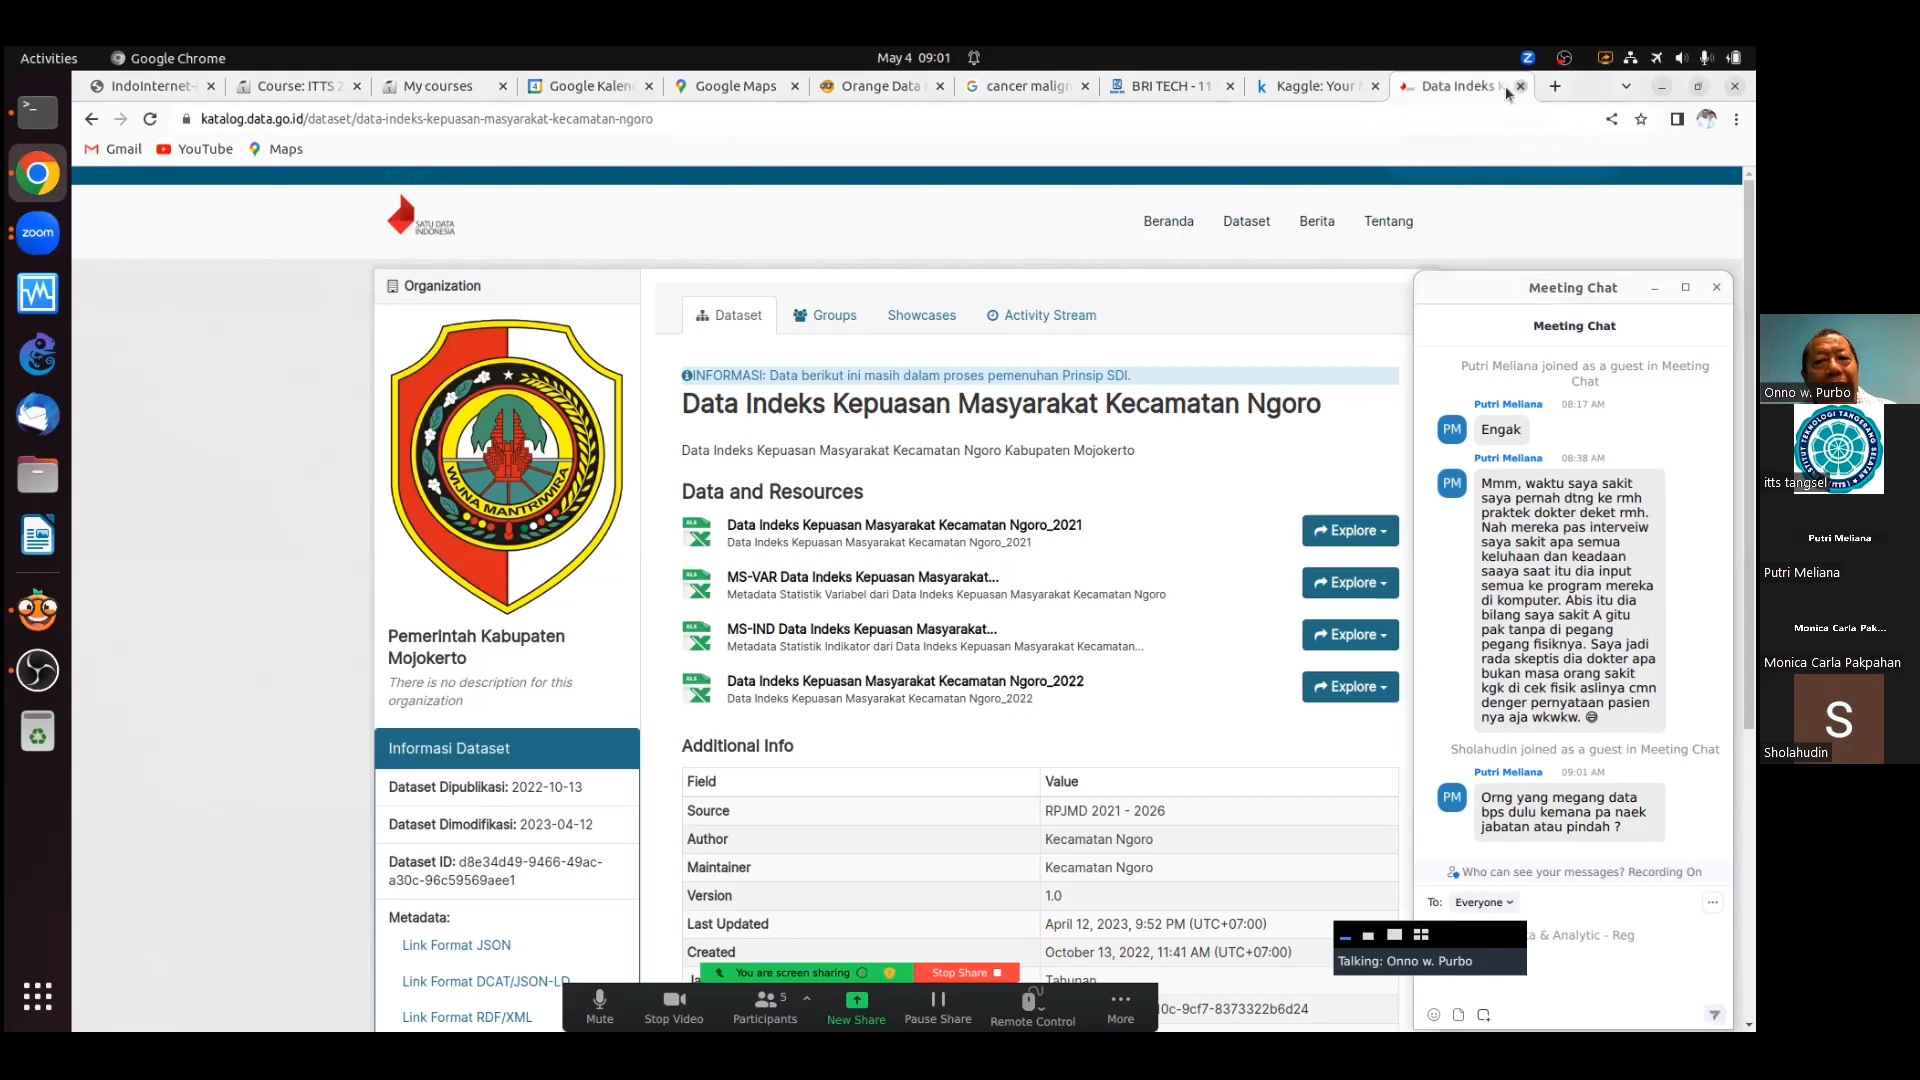 Activities
Google Chrome
May 4 09:01
IndoInternet-
Course: ITTS 2
My courses
Google Kalen
Google Maps
Orange Data
cancer malign
BRI TECH - 11
Kaggle: Your
Data Indeks K
katalog.data.go.id/dataset/data-indeks-kepuasan-masyarakat-kecamatan-ngoro
Gmail
YouTube
Maps
zoom
SATU DATA
INDONESIA
Beranda
Dataset
Berita
Tentang
Organization
WIJNA MANTRIWIRA
Pemerintah Kabupaten
Mojokerto
There is no description for this
organization
Informasi Dataset
Dataset Dipublikasi: 2022-10-13
Dataset Dimodifikasi: 2023-04-12
Dataset ID: d8e34d49-9466-49ac-
a30c-96c59569aee1
Metadata:
Link Format JSON
Link Format DCAT/JSON-LD
Link Format RDF/XML
Dataset
Groups
Showcases
Activity Stream
INFORMASI: Data berikut ini masih dalam proses pemenuhan Prinsip SDI.
Data Indeks Kepuasan Masyarakat Kecamatan Ngoro
Data Indeks Kepuasan Masyarakat Kecamatan Ngoro Kabupaten Mojokerto
Data and Resources
XLS
Data Indeks Kepuasan Masyarakat Kecamatan Ngoro_2021
Data Indeks Kepuasan Masyarakat Kecamatan Ngoro_2021
Explore
XLS
MS-VAR Data Indeks Kepuasan Masyarakat...
Metadata Statistik Variabel dari Data Indeks Kepuasan Masyarakat Kecamatan Ngoro
Explore
XLS
MS-IND Data Indeks Kepuasan Masyarakat...
Metadata Statistik Indikator dari Data Indeks Kepuasan Masyarakat Kecamatan...
Explore
XLS
Data Indeks Kepuasan Masyarakat Kecamatan Ngoro_2022
Data Indeks Kepuasan Masyarakat Kecamatan Ngoro_2022
Explore
Additional Info
Field Value
Source RPJMD 2021 - 2026
Author Kecamatan Ngoro
Maintainer Kecamatan Ngoro
Version 1.0
Last Updated April 12, 2023, 9:52 PM (UTC+07:00)
Created October 13, 2022, 11:41 AM (UTC+07:00)
Ja Tahunan
0c-9cf7-8373322b6d24
You are screen sharing
Stop Share
Mute
Stop Video
Participants
5
New Share
Pause Share
Remote Control
More
Meeting Chat
Meeting Chat
Putri Meliana joined as a guest in Meeting
Chat
Putri Meliana 08:17 AM
PM
Engak
Putri Meliana 08:38 AM
PM
Mmm, waktu saya sakit
saya pernah dtng ke rmh
praktek dokter deket rmh.
Nah mereka pas interveiw
saya sakit apa semua
keluhaan dan keadaan
saaya saat itu dia input
semua ke program mereka
di komputer. Abis itu dia
bilang saya sakit A gitu
pak tanpa di pegang
pegang fisiknya. Saya jadi
rada skeptis dia dokter apa
bukan masa orang sakit
kgk di cek fisik aslinya cmn
denger pernyataan pasien
nya aja wkwkw. 😅
Sholahudin joined as a guest in Meeting Chat
Putri Meliana 09:01 AM
PM
Orng yang megang data
bps dulu kemana pa naek
jabatan atau pindah ?
Who can see your messages? Recording On
To: Everyone
a & Analytic - Reg
Talking: Onno w. Purbo
Onno w. Purbo
itts tangsel
Putri Meliana
Putri Meliana
Monica Carla Pak...
Monica Carla Pakpahan
S
Sholahudin